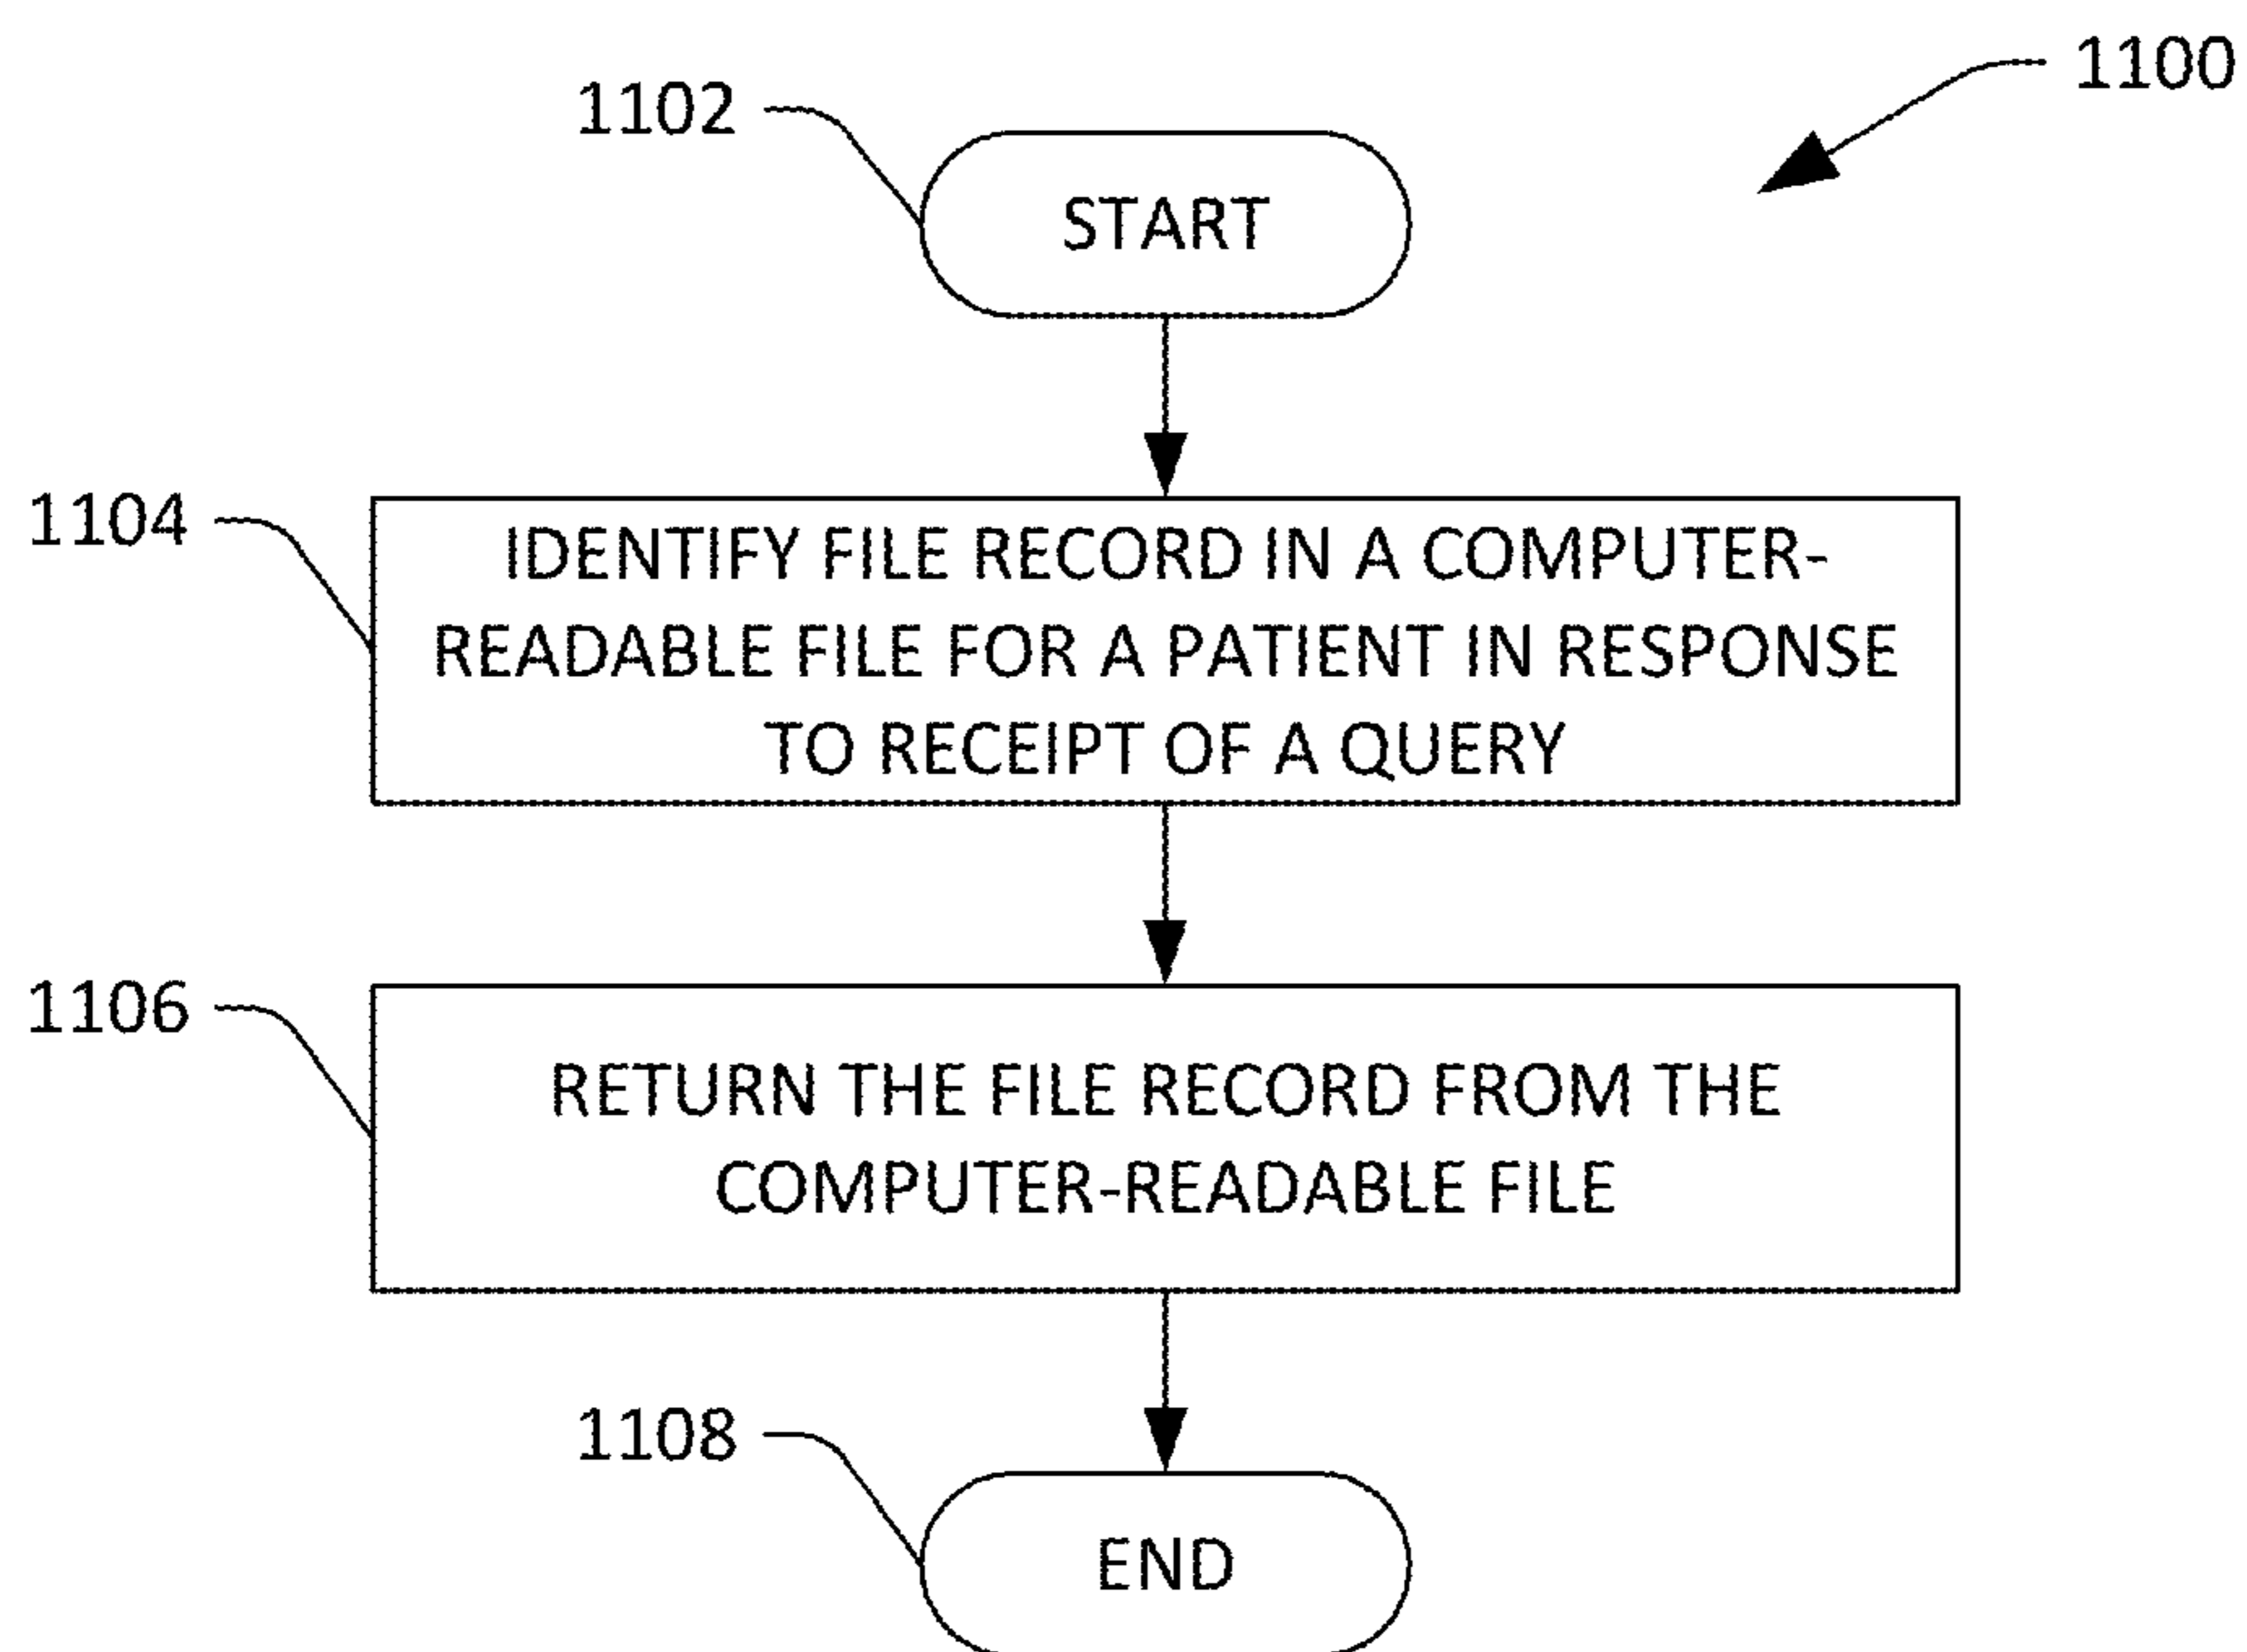 1100
1102
START
1104
IDENTIFY FILE RECORD IN A COMPUTER-
READABLE FILE FOR A PATIENT IN RESPONSE
TO RECEIPT OF A QUERY
1106
RETURN THE FILE RECORD FROM THE
COMPUTER-READABLE FILE
1108
END